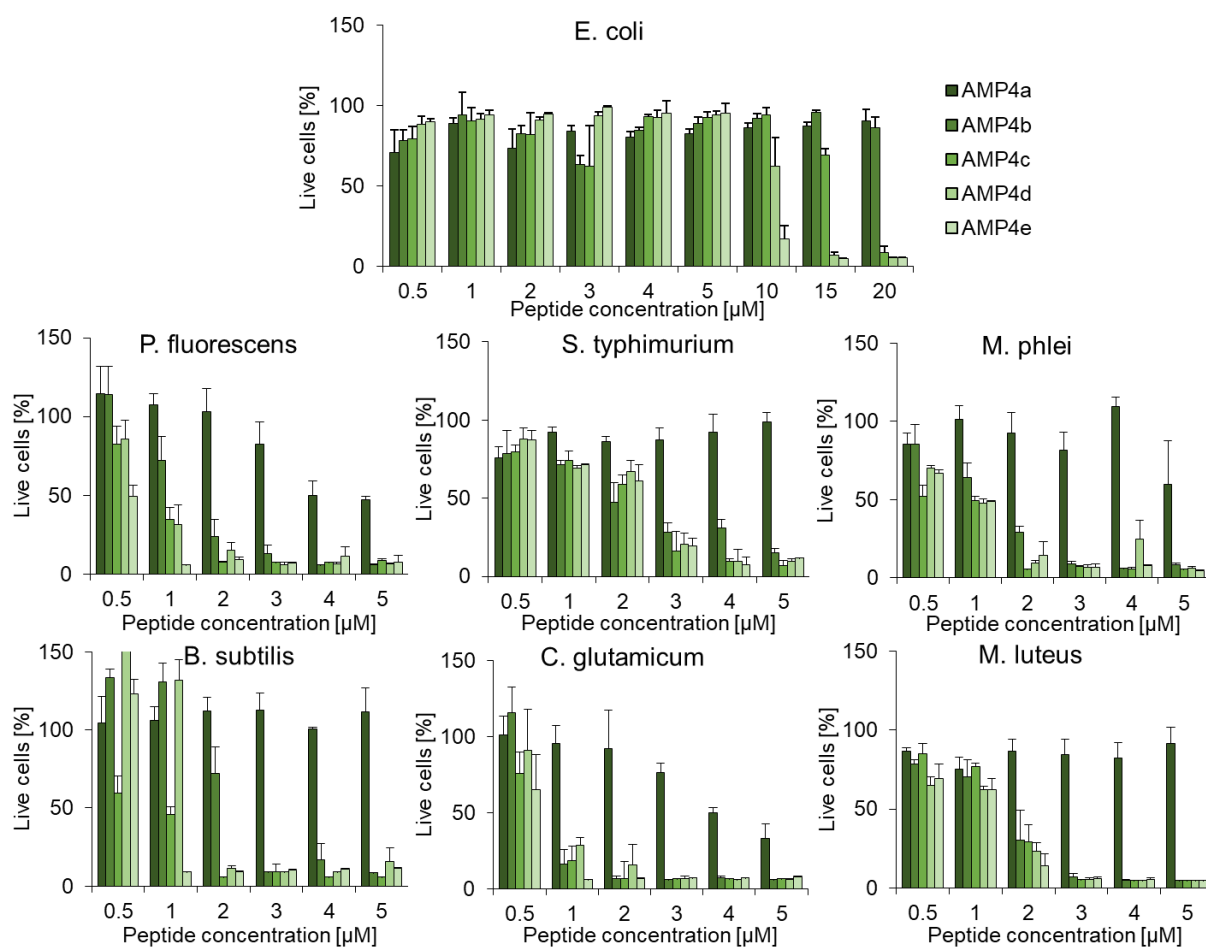 E. coli
150
100
50
0
Live cells [%]
0.5 1 2 3 4 5 10 15 20
Peptide concentration [µM]
AMP4a
AMP4b
AMP4c
AMP4d
AMP4e
P. fluorescens
150
100
50
0
Live cells [%]
0.5 1 2 3 4 5
Peptide concentration [µM]
S. typhimurium
150
100
50
0
Live cells [%]
0.5 1 2 3 4 5
Peptide concentration [µM]
M. phlei
150
100
50
0
Live cells [%]
0.5 1 2 3 4 5
Peptide concentration [µM]
B. subtilis
150
100
50
0
Live cells [%]
0.5 1 2 3 4 5
Peptide concentration [µM]
C. glutamicum
150
100
50
0
Live cells [%]
0.5 1 2 3 4 5
Peptide concentration [µM]
M. luteus
150
100
50
0
Live cells [%]
0.5 1 2 3 4 5
Peptide concentration [µM]